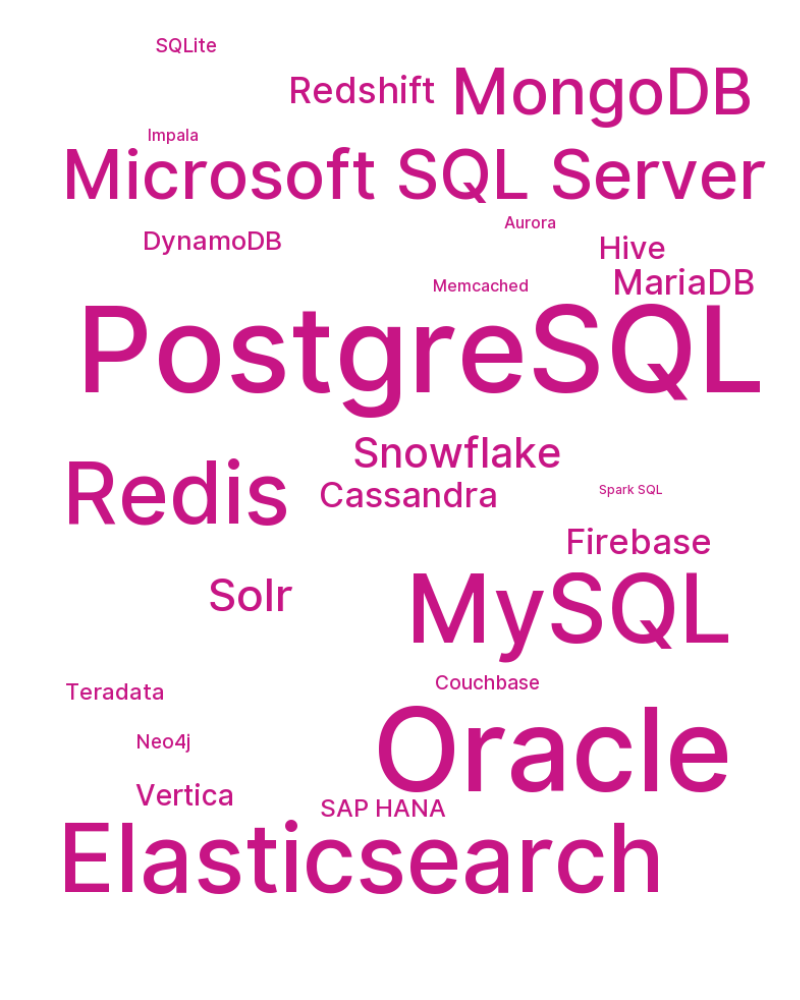 SQLite
Redshift
MongoDB
Impala
Microsoft SQL Server
Aurora
DynamoDB
Hive
MariaDB
Memcached
PostgreSQL
Snowflake
Redis
Cassandra
Spark SQL
Firebase
Solr
MySQL
Couchbase
Teradata
Neo4j
Oracle
Vertica
SAP HANA
Elasticsearch